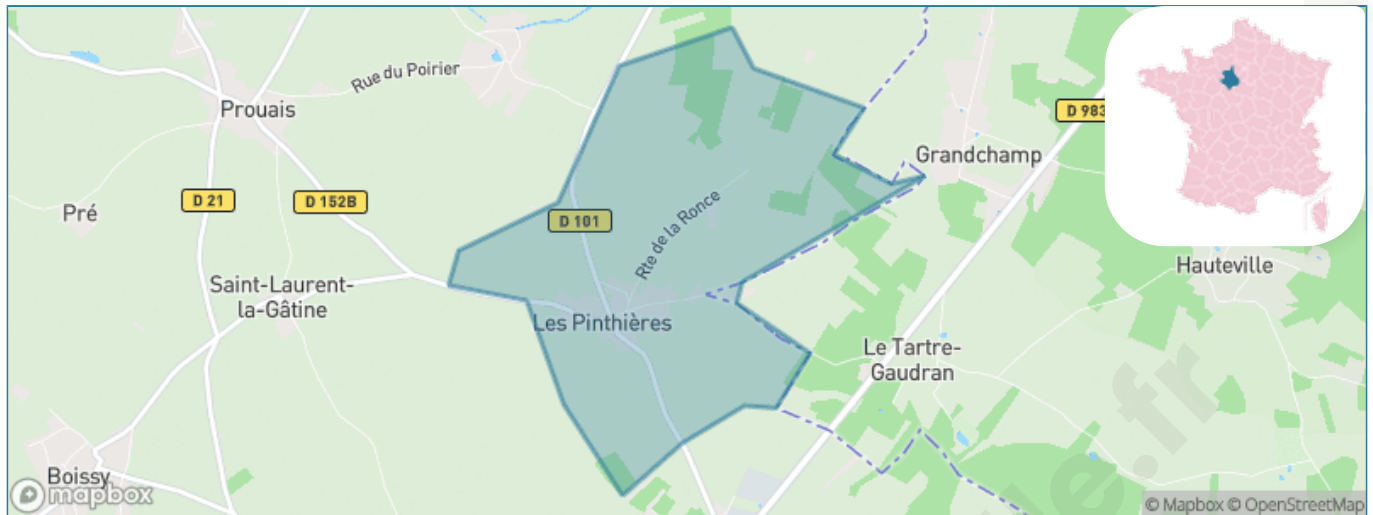 Rue du Poirier
Prouais
D 983
Grandchamp
Pré
D 21
D 152B
D 101
Rte de la Ronce
Hauteville
Saint-Laurent-
la-Gâtine
Les Pinthières
Le Tartre-
Gaudran
Boissy
mapbox
© Mapbox © OpenStreetMap